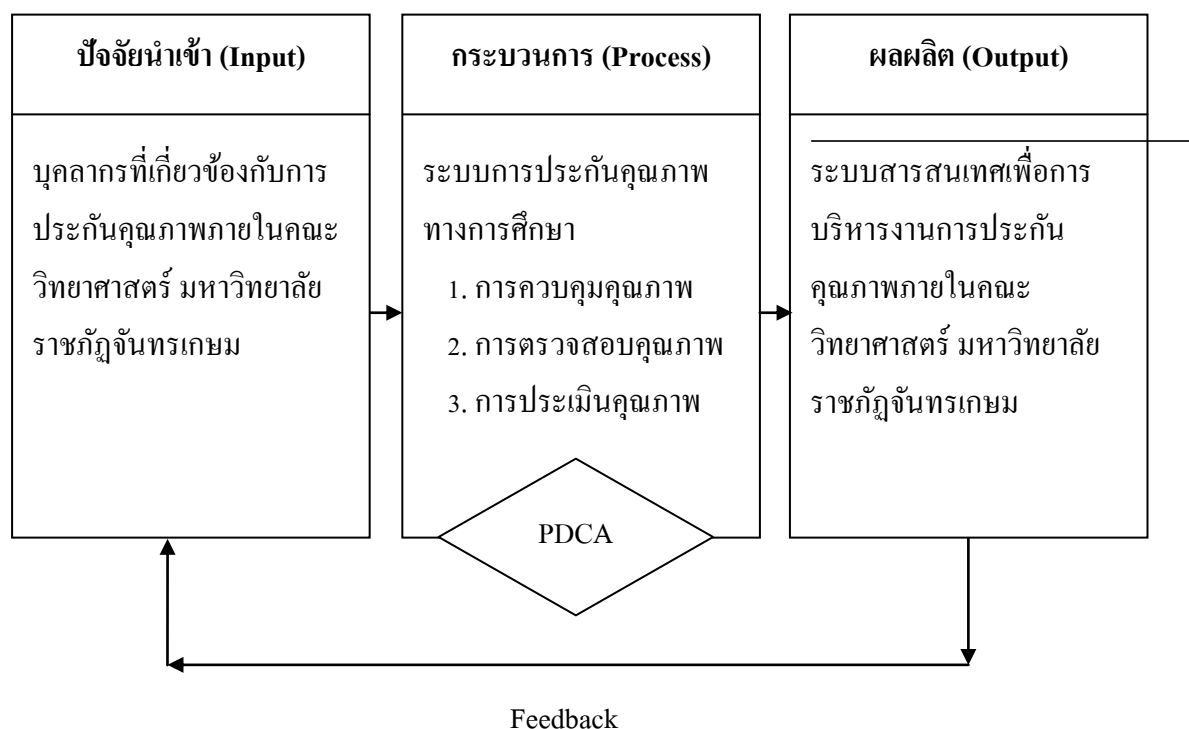 ปัจจัยนำเข้า (Input)
บุคลากรที่เกี่ยวข้องกับการ
ประกันคุณภาพภายในคณะ
วิทยาศาสตร์ มหาวิทยาลัย
ราชภัฏจันทรเกษม
กระบวนการ (Process)
ระบบการประกันคุณภาพ
ทางการศึกษา
1. การควบคุมคุณภาพ
2. การตรวจสอบคุณภาพ
3. การประเมินคุณภาพ
PDCA
ผลผลิต (Output)
ระบบสารสนเทศเพื่อการ
บริหารงานการประกัน
คุณภาพภายในคณะ
วิทยาศาสตร์ มหาวิทยาลัย
ราชภัฏจันทรเกษม
Feedback